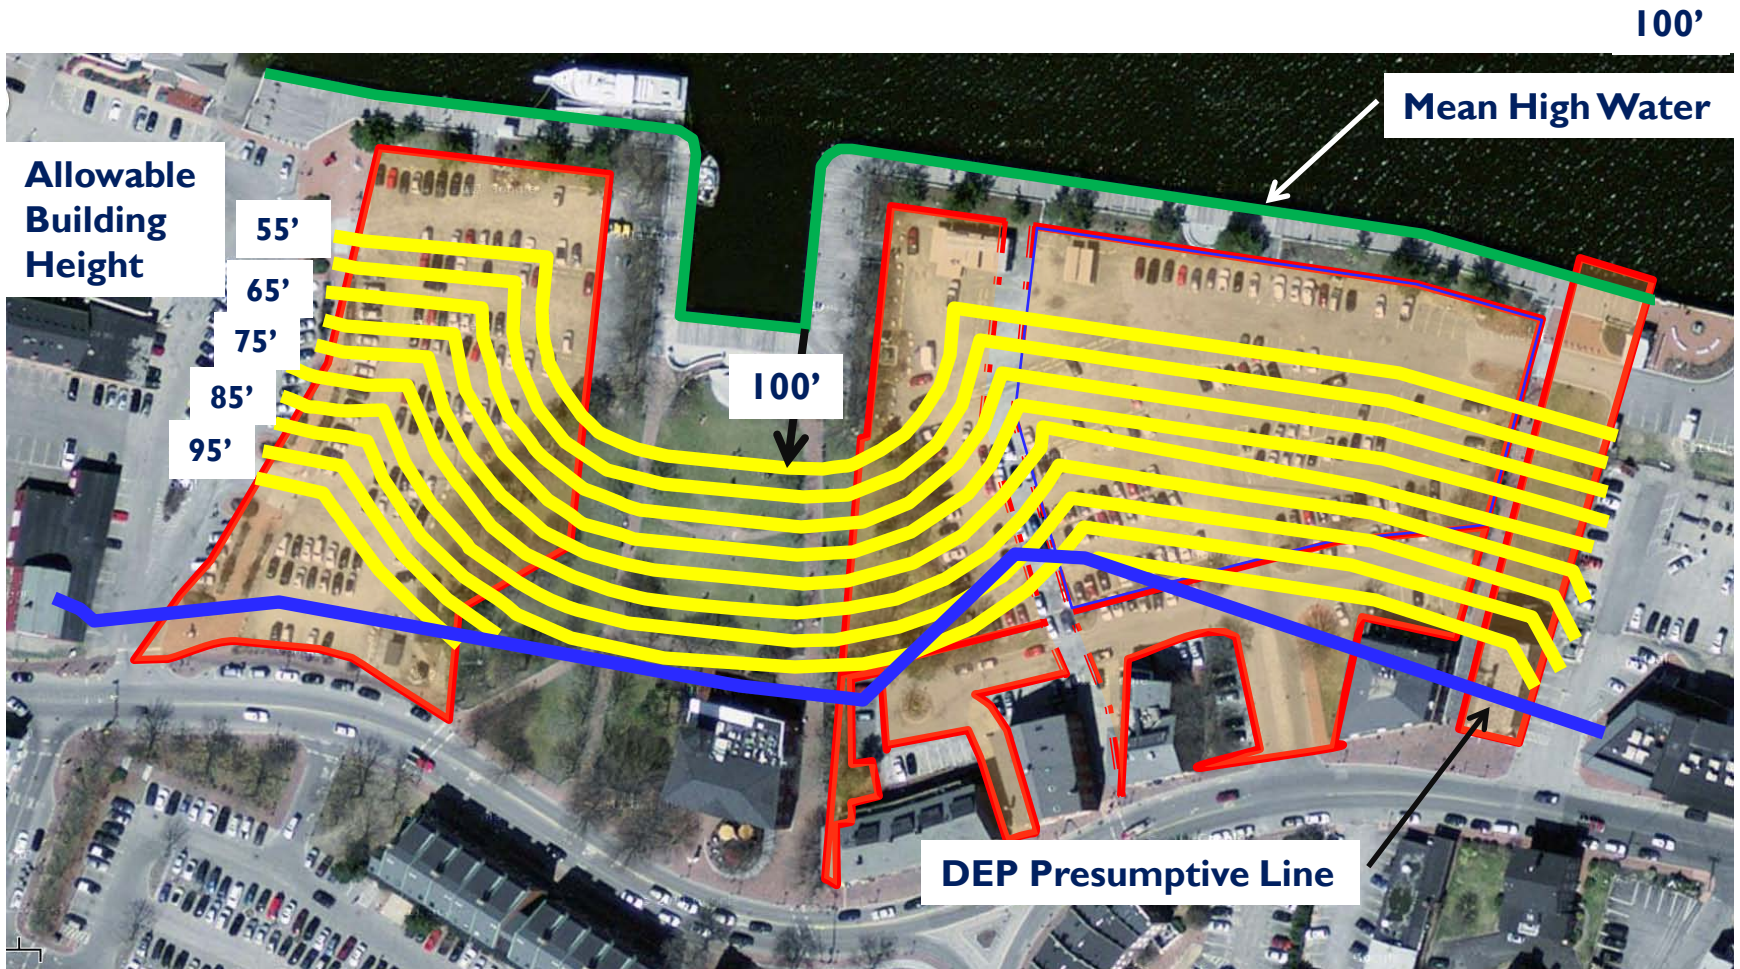 100’
Mean High Water
Allowable
Building
Height
55’
65’
75’
85’
95’
100’
DEP Presumptive Line